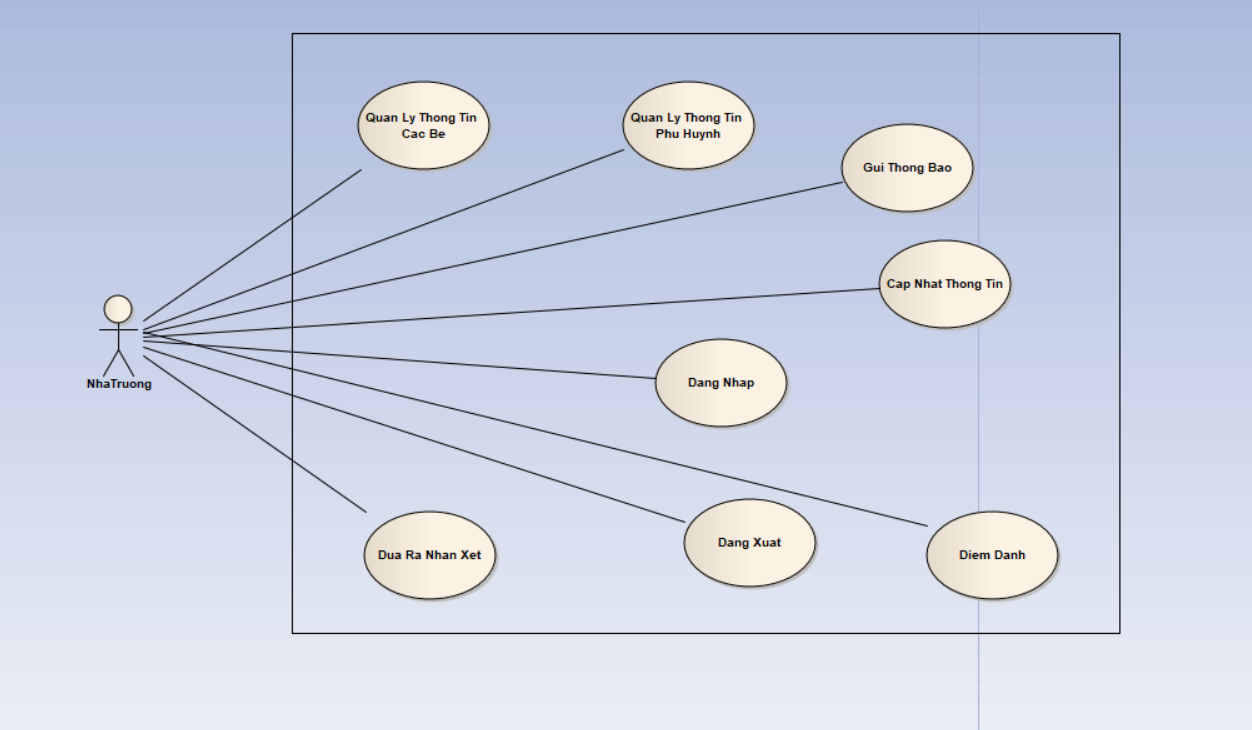 Quan Ly Thong Tin
Cac Be
Quan Ly Thong Tin
Phu Huynh
Gui Thong Bao
Cap Nhat Thong Tin
NhaTruong
Dang Nhap
Dua Ra Nhan Xet
Dang Xuat
Diem Danh